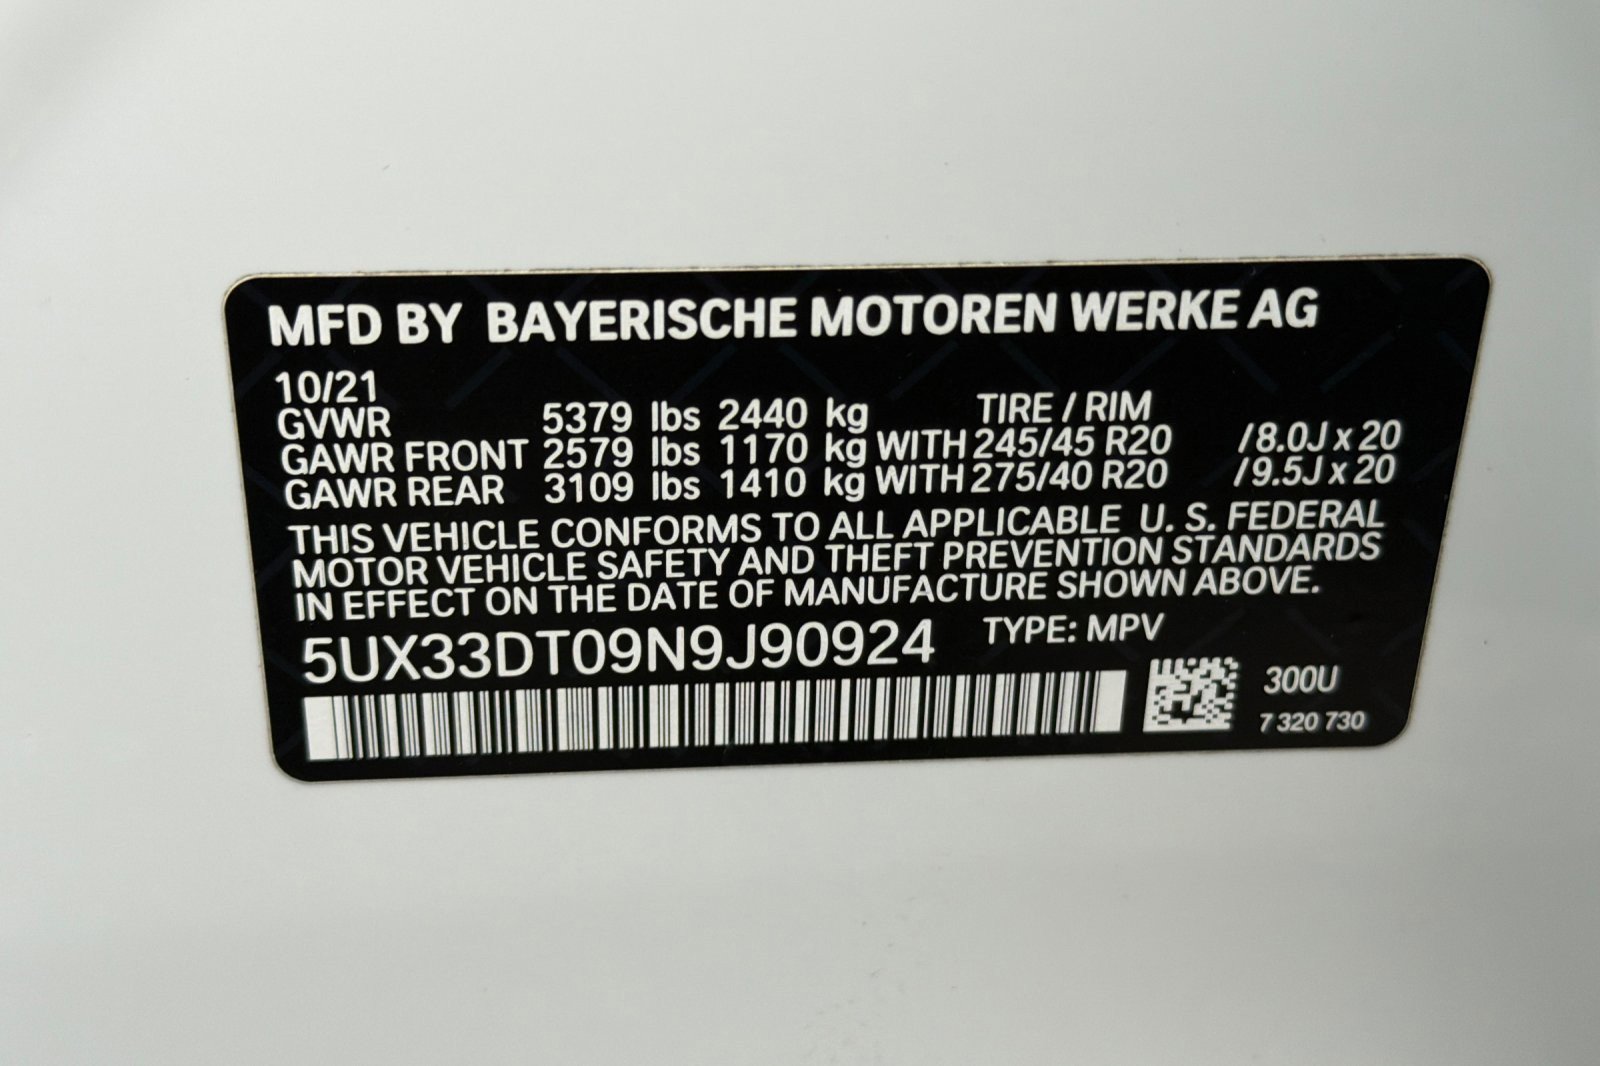 MFD BY BAYERISCHE MOTOREN WERKE AG
10/21
GVWR 5379 lbs 2440 kg TIRE / RIM
GAWR FRONT 2579 lbs 1170 kg WITH 245/45 R20 /8.0J x 20
GAWR REAR 3109 lbs 1410 kg WITH 275/40 R20 /9.5J x 20
THIS VEHICLE CONFORMS TO ALL APPLICABLE U. S. FEDERAL
MOTOR VEHICLE SAFETY AND THEFT PREVENTION STANDARDS
IN EFFECT ON THE DATE OF MANUFACTURE SHOWN ABOVE.
5UX33DT09N9J90924 TYPE: MPV
300U
7 320 730